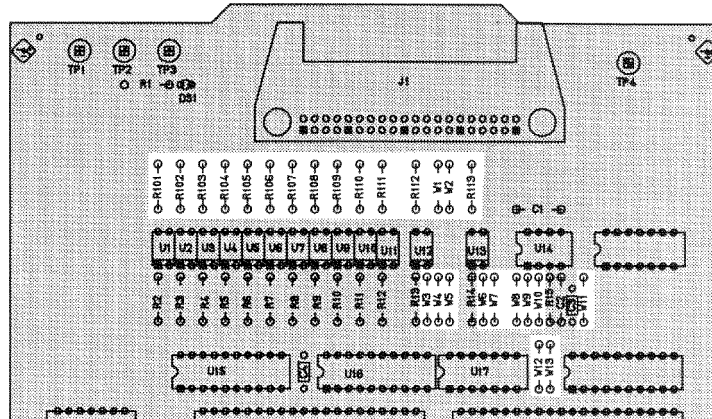 TP1 TP2 TP3
TP4
R1
DS1
J1
R101 R102 R103 R104 R105 R106 R107 R108 R109 R110 R111 R112 W1 W2 R113
C1
U1 U2 U3 U4 U5 U6 U7 U8 U9 U10 U11 U12 U13 U14
R2 R3 R4 R5 R6 R7 R8 R9 R10 R11 R12 R13 W3 W4 W5 R14 W6 W7 W8 W9 W10 R15 W11
U15 U16 U17
W12 W13